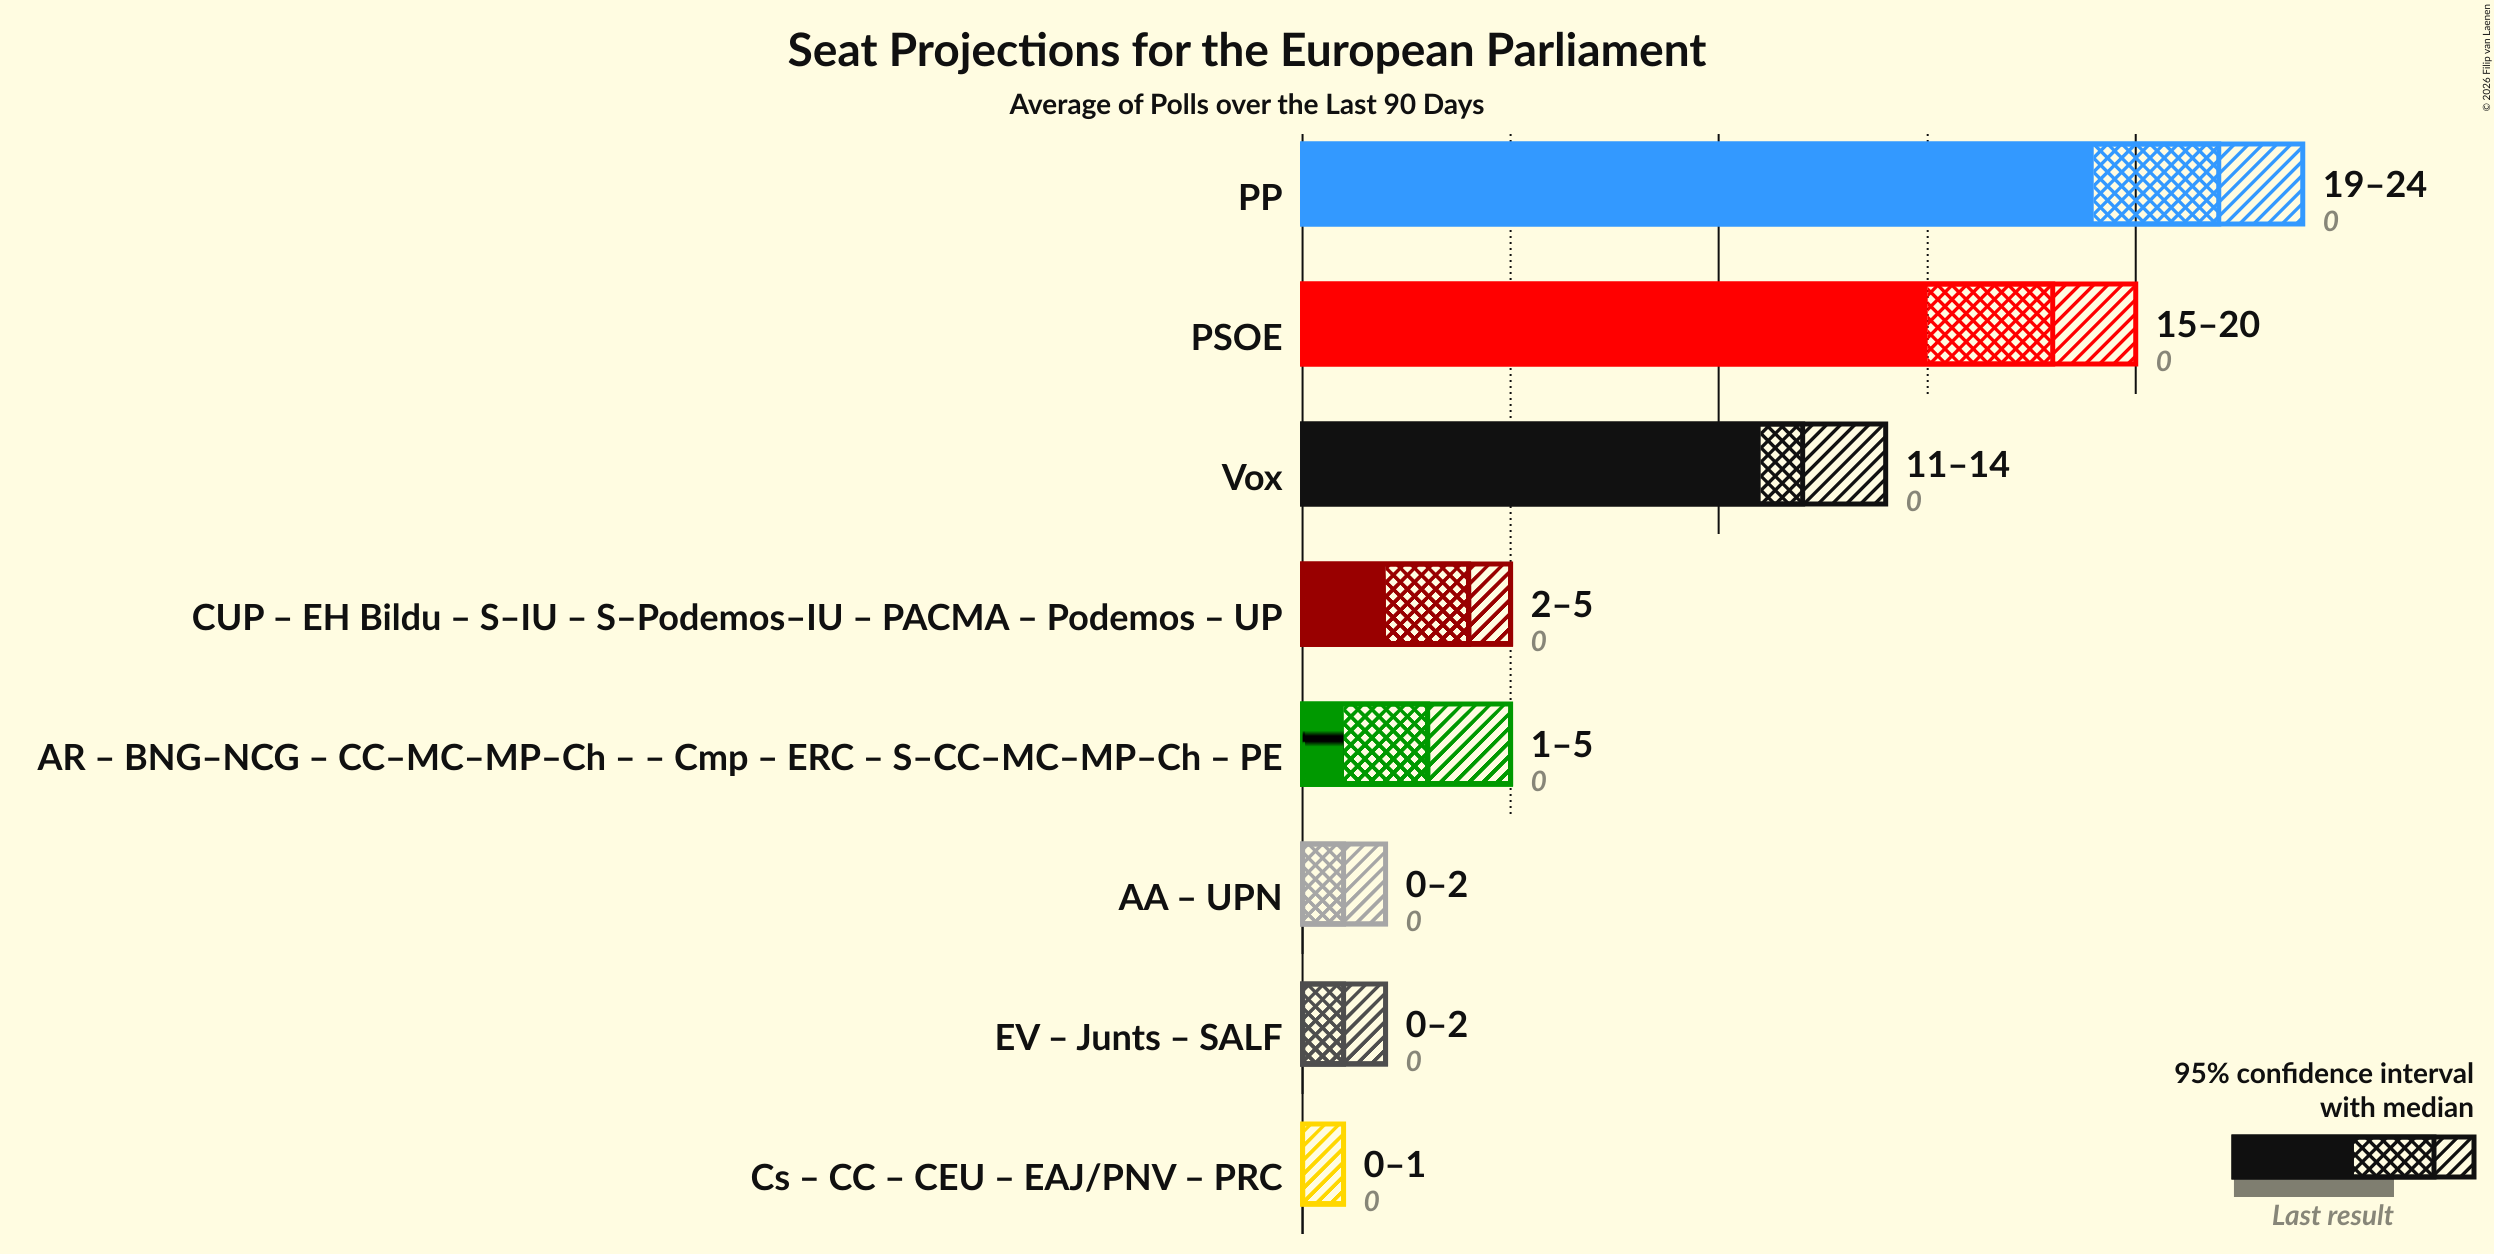 Seat Projections for the European Parliament
Average of Polls over the Last 90 Days
© 2026 Filip van Laenen
PP
19–24
0
PSOE
15–20
0
Vox
11–14
0
CUP – EH Bildu – S–IU – S–Podemos–IU – PACMA – Podemos – UP
2–5
0
AR – BNG–NCG – CC–MC–MP–Ch – – Cmp – ERC – S–CC–MC–MP–Ch – PE
1–5
0
AA – UPN
0–2
0
EV – Junts – SALF
0–2
0
Cs – CC – CEU – EAJ/PNV – PRC
0–1
0
95% confidence interval
with median
Last result